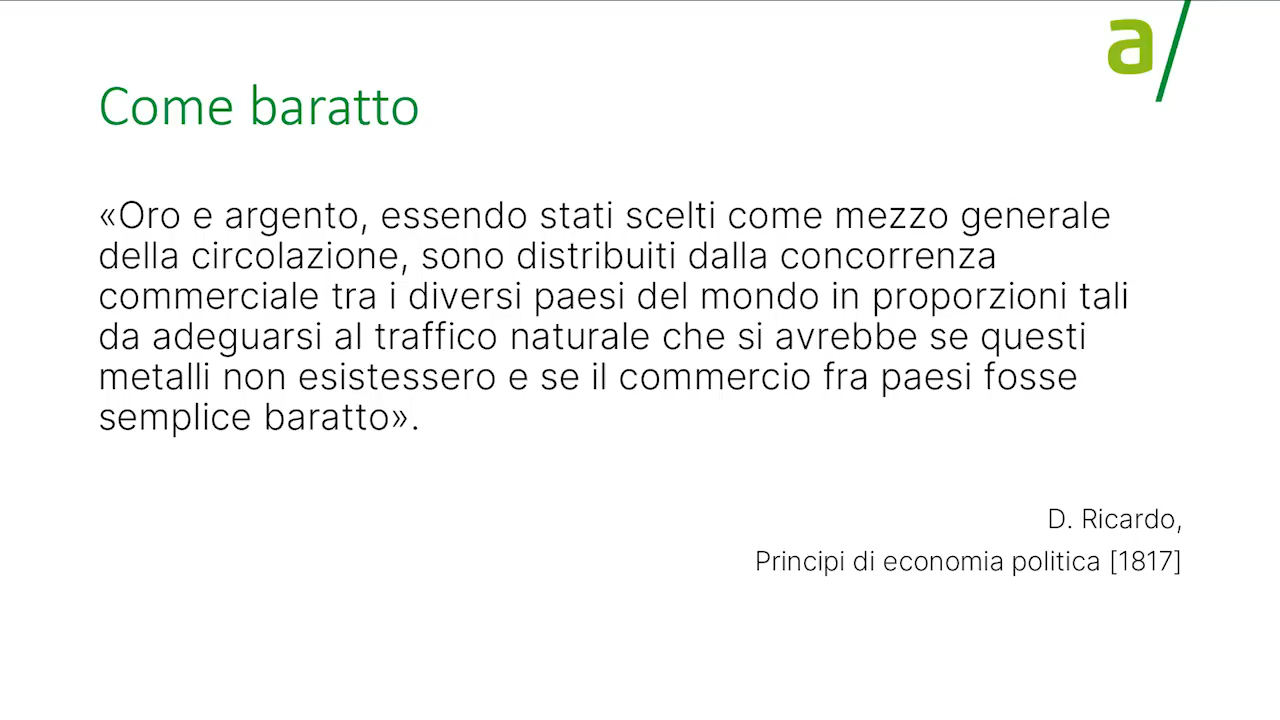 a/
Come baratto
«Oro e argento, essendo stati scelti come mezzo generale
della circolazione, sono distribuiti dalla concorrenza
commerciale tra i diversi paesi del mondo in proporzioni tali
da adeguarsi al traffico naturale che si avrebbe se questi
metalli non esistessero e se il commercio fra paesi fosse
semplice baratto».
D. Ricardo,
Principi di economia politica [1817]